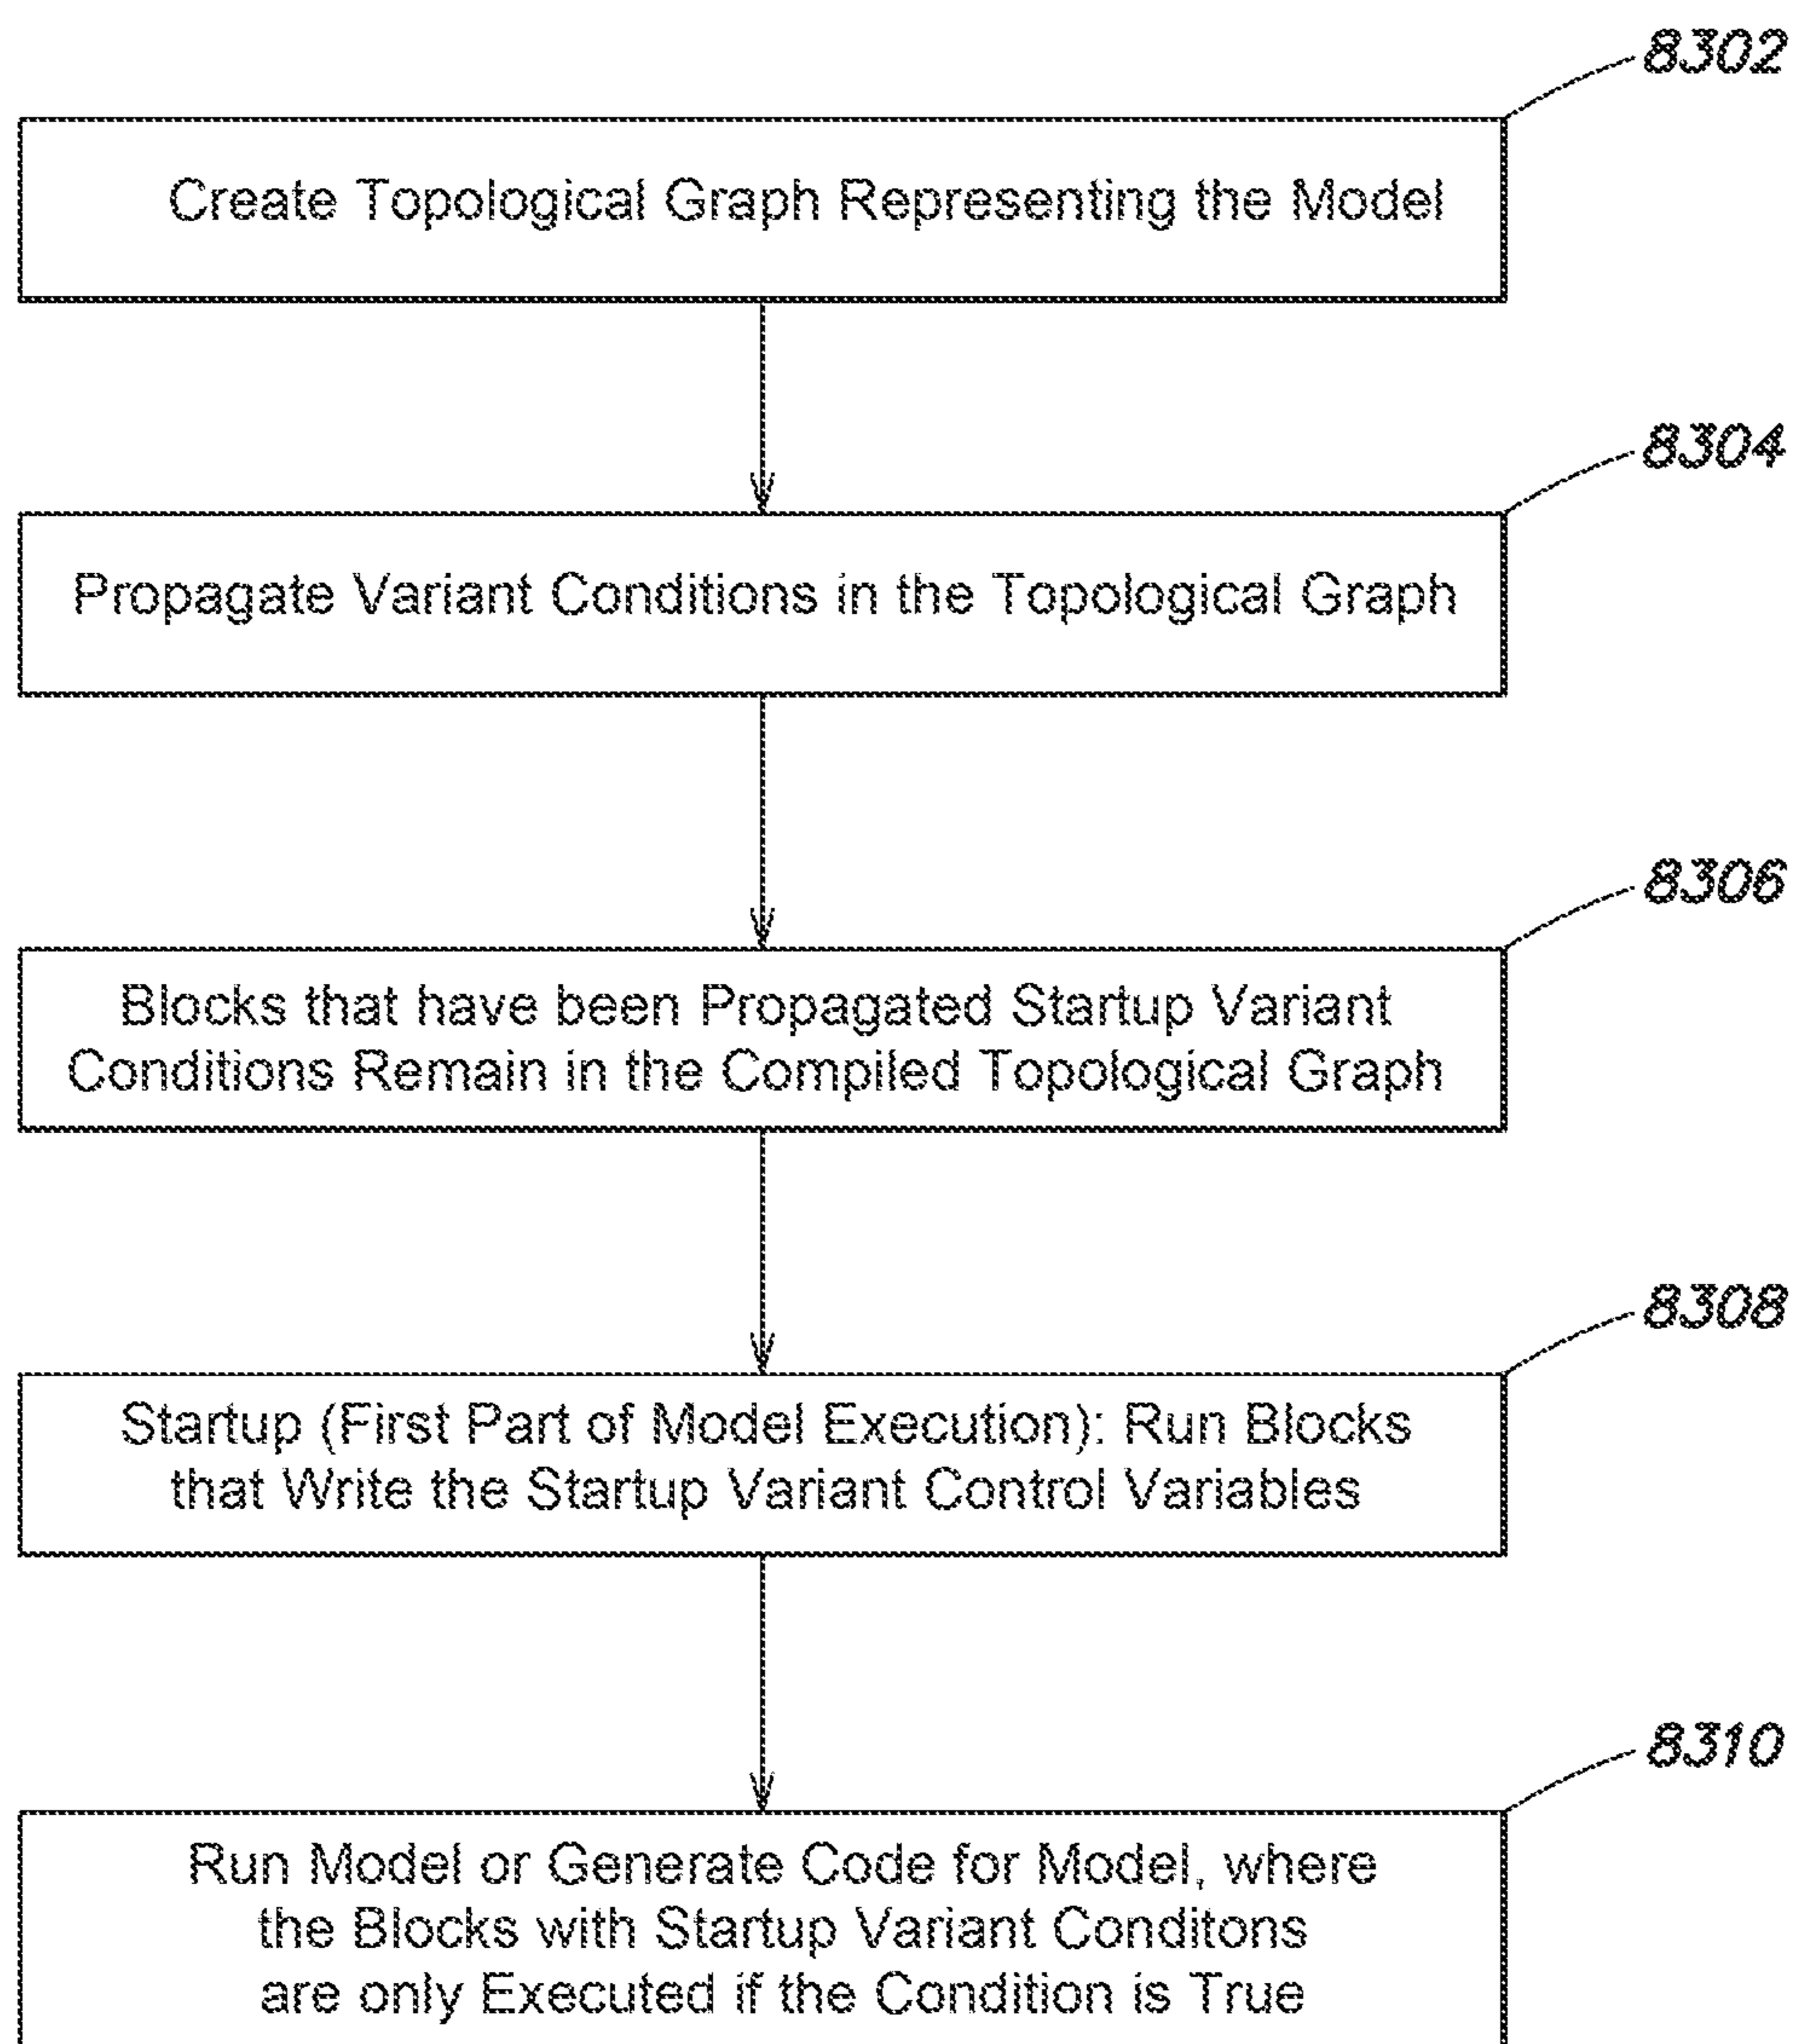 8302
Create Topological Graph Representing the Model
8304
Propagate Variant Conditions in the Topological Graph
8306
Blocks that have been Propagated Startup Variant
Conditions Remain in the Compiled Topological Graph
8308
Startup (First Part of Model Execution): Run Blocks
that Write the Startup Variant Control Variables
8310
Run Model or Generate Code for Model, where
the Blocks with Startup Variant Conditons
are only Executed if the Condition is True